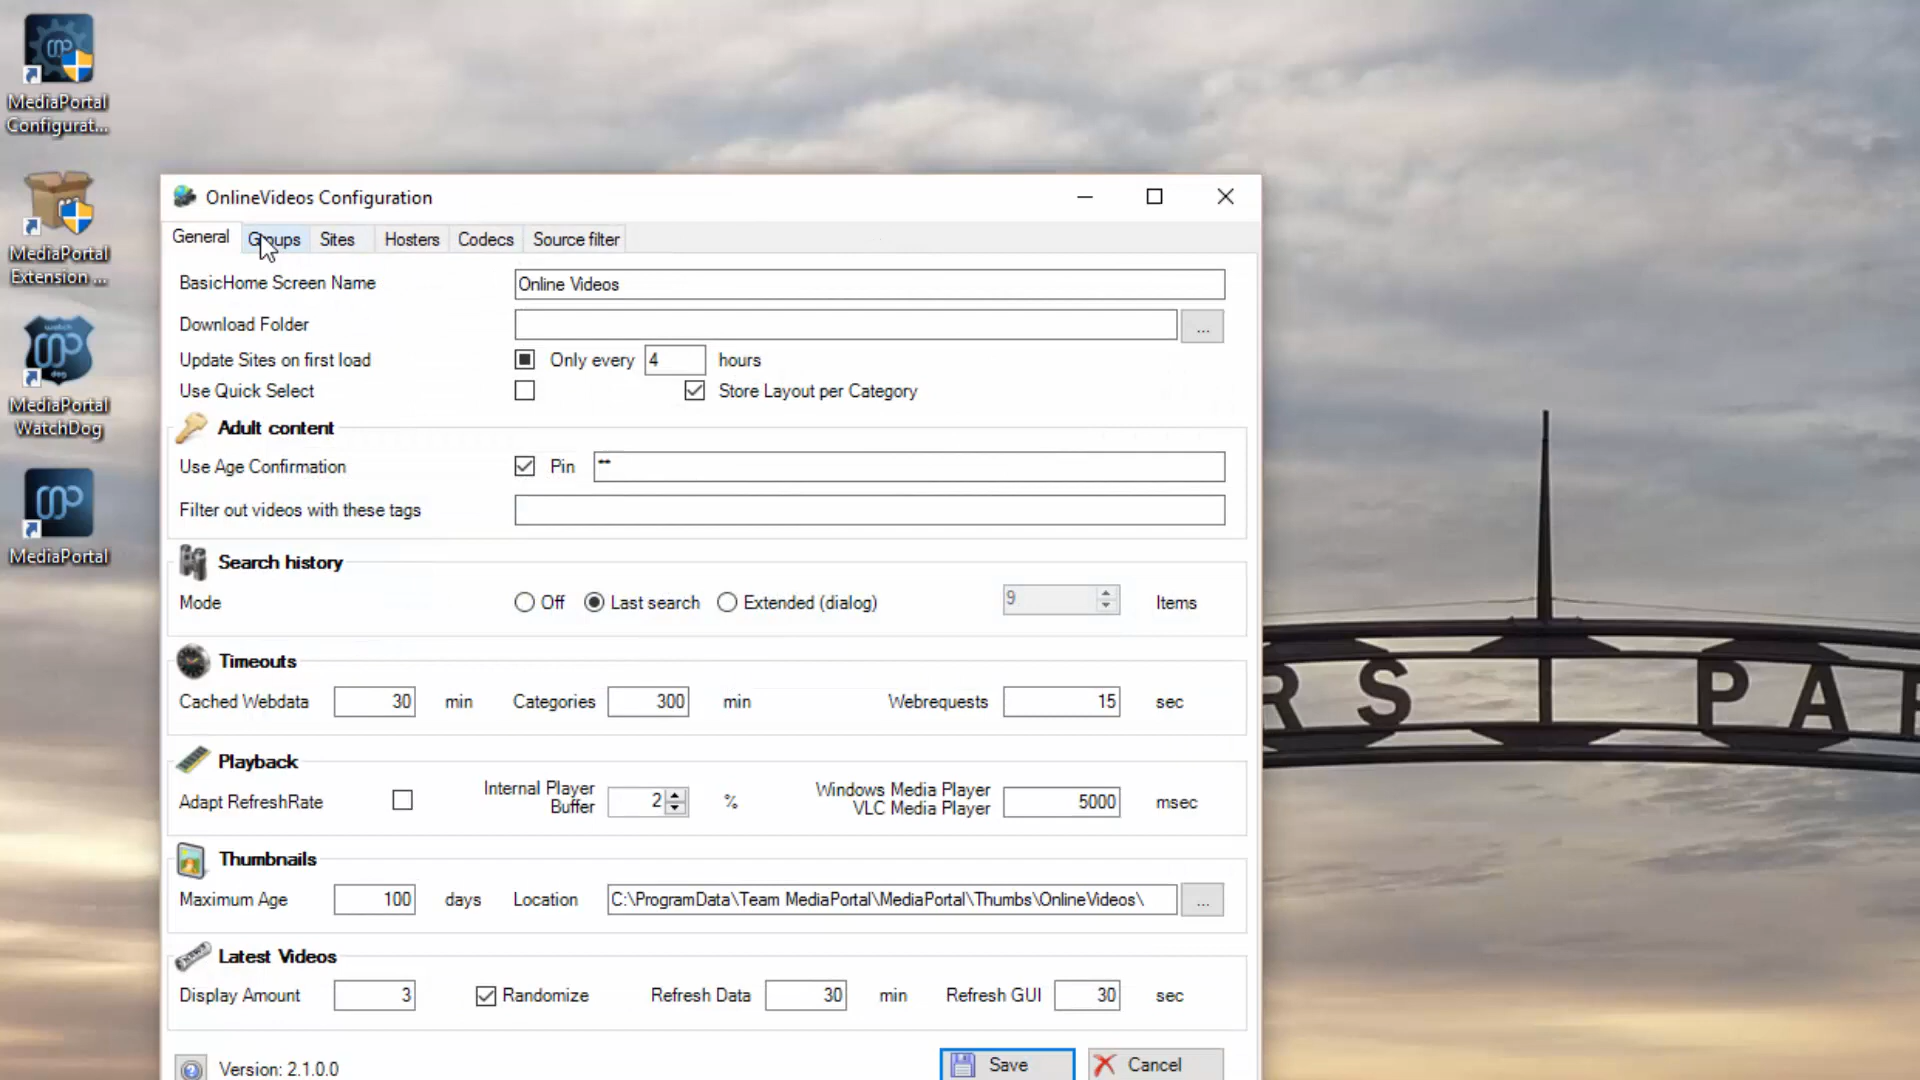 MediaPortal
Configurat...
MediaPortal
Extension ...
watch
dog
MediaPortal
WatchDog
MediaPortal
OnlineVideos Configuration
General Groups Sites Hosters Codecs Source filter
BasicHome Screen Name Online Videos
Download Folder ...
Update Sites on first load Only every 4 hours
Use Quick Select Store Layout per Category
Adult content
Use Age Confirmation Pin **
Filter out videos with these tags
Search history
Mode Off Last search Extended (dialog) 9 Items
Timeouts
Cached Webdata 30 min Categories 300 min Webrequests 15 sec
Playback
Adapt RefreshRate Internal Player Buffer 2 % Windows Media Player VLC Media Player 5000 msec
Thumbnails
Maximum Age 100 days Location C:\ProgramData\Team MediaPortal\MediaPortal\Thumbs\OnlineVideos\ ...
Latest Videos
Display Amount 3 Randomize Refresh Data 30 min Refresh GUI 30 sec
Version: 2.1.0.0 Save Cancel
RS PA